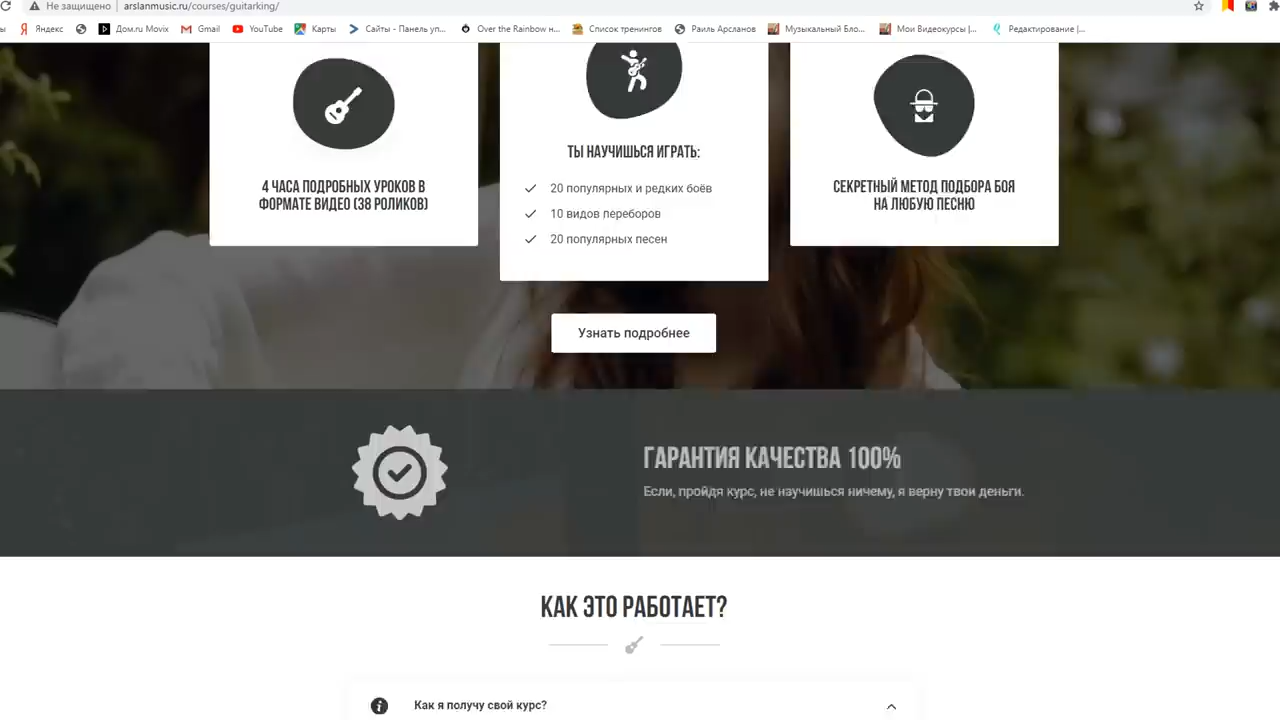 Не защищено arslanmusic.ru/courses/guitarking/
ы Яндекс Дом.ru Movix Gmail YouTube Карты Сайты - Панель уп... Over the Rainbow н... Список тренингов Раиль Арсланов Музыкальный Бло... Мои Видеокурсы |... Редактирование |...
4 ЧАСА ПОДРОБНЫХ УРОКОВ В
ФОРМАТЕ ВИДЕО (38 РОЛИКОВ)
ТЫ НАУЧИШЬСЯ ИГРАТЬ:
20 популярных и редких боёв
10 видов переборов
20 популярных песен
СЕКРЕТНЫЙ МЕТОД ПОДБОРА БОЯ
НА ЛЮБУЮ ПЕСНЮ
Узнать подробнее
ГАРАНТИЯ КАЧЕСТВА 100%
Если, пройдя курс, не научишься ничему, я верну твои деньги.
КАК ЭТО РАБОТАЕТ?
Как я получу свой курс?